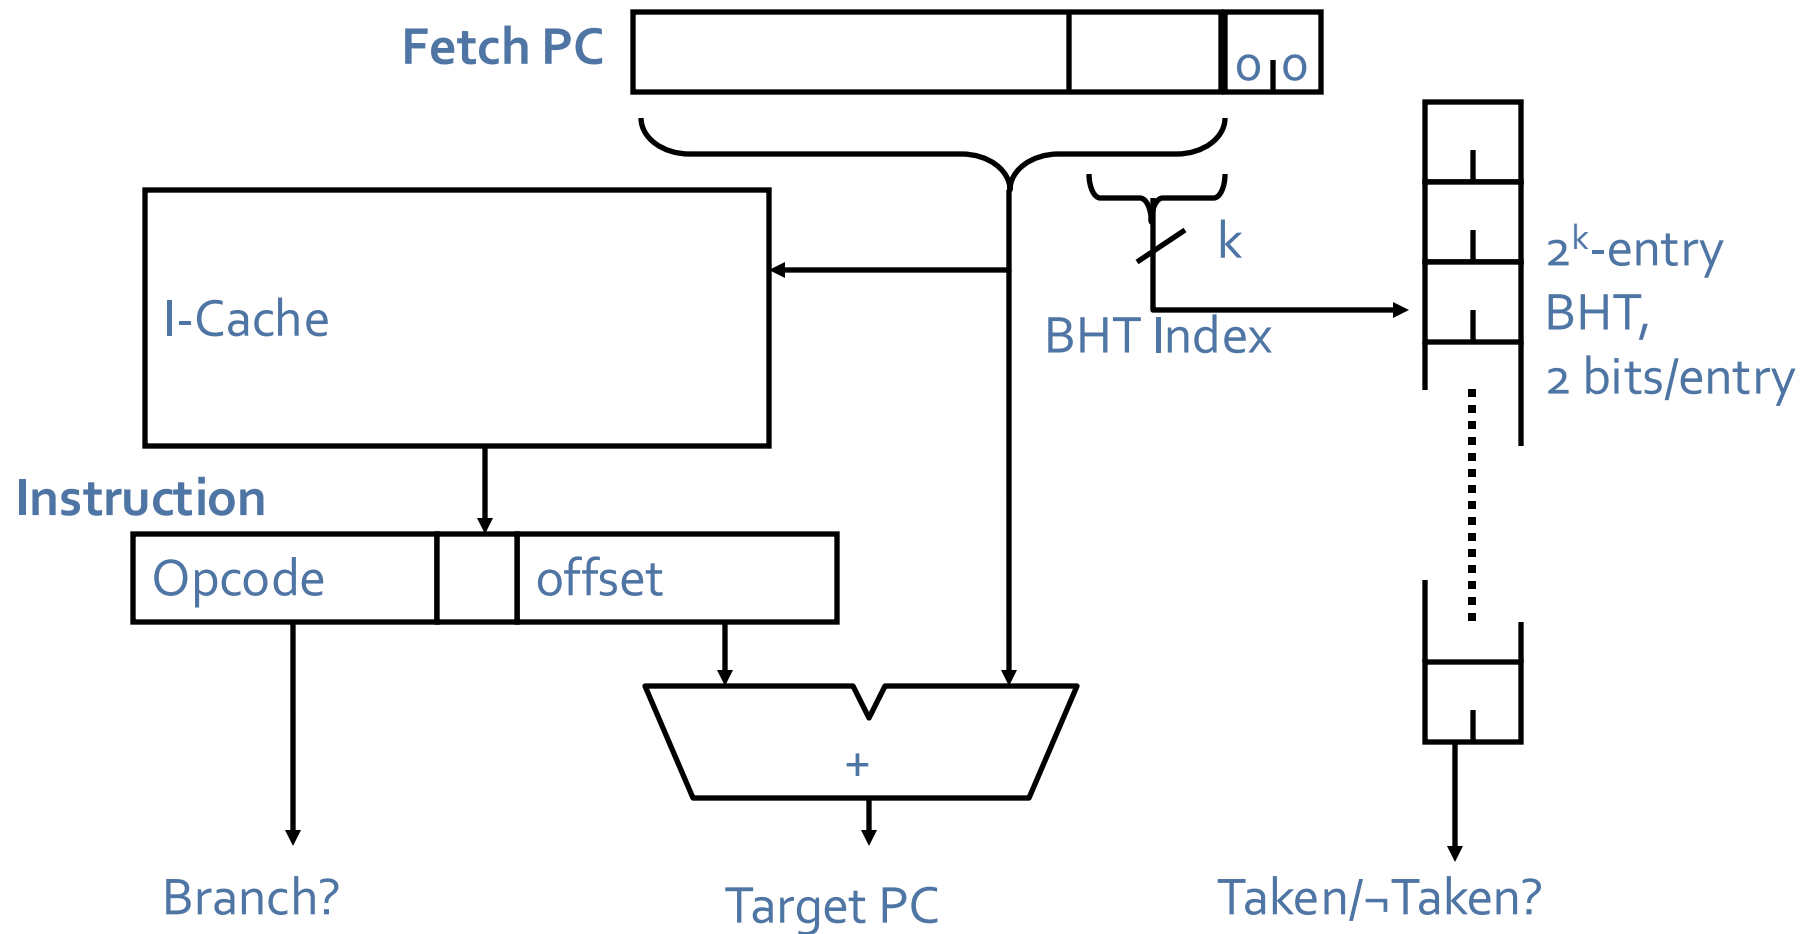 Fetch PC
0 0
k
2^k-entry
BHT,
2 bits/entry
I-Cache
BHT Index
Instruction
Opcode
offset
+
Branch?
Target PC
Taken/¬Taken?